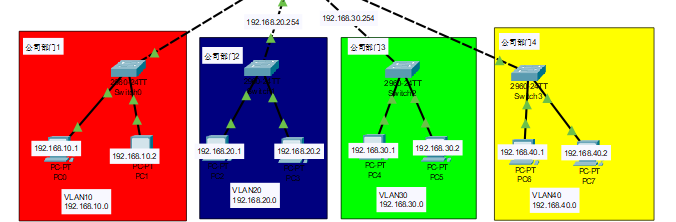 192.168.20.254
192.168.30.254
公司部门1
2960-24TT
Switch0
192.168.10.1
192.168.10.2
PC-PT
PC0
PC-PT
PC1
VLAN10
192.168.10.0
公司部门2
192.168.20.1
192.168.20.2
VLAN20
192.168.20.0
公司部门3
2960-24TT
Switch2
192.168.30.1
192.168.30.2
PC-PT
PC4
PC-PT
PC5
VLAN30
192.168.30.0
公司部门4
2960-24TT
Switch3
192.168.40.1
192.168.40.2
PC-PT
PC6
PC-PT
PC7
VLAN40
192.168.40.0